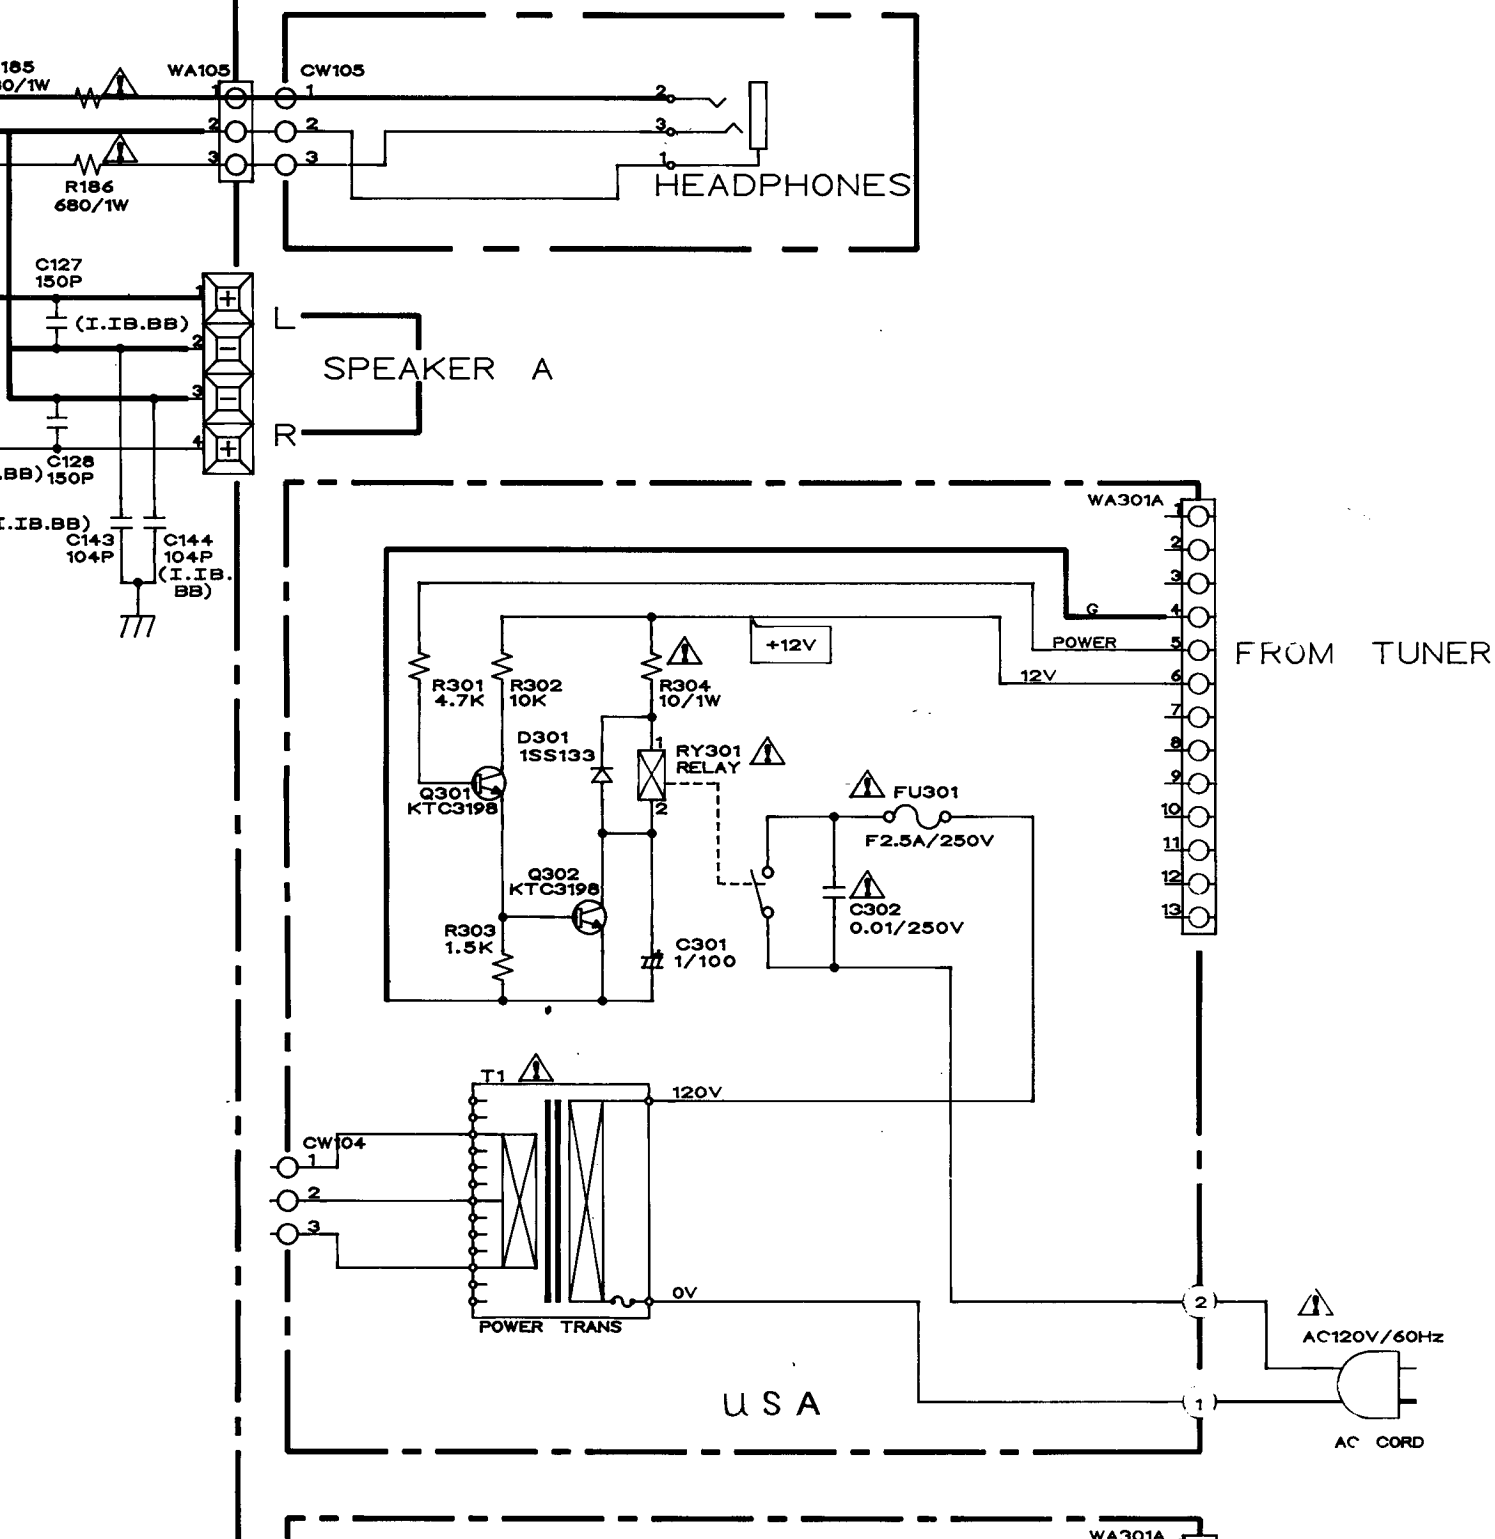 185
0/1W
WA105
CW105
1
1
2
2
2
3
3
3
1
R186
680/1W
HEADPHONES
C127
150P
1
+
(I.IB.BB)
L
2
−
SPEAKER A
3
−
R
4
+
C128
.BB) 150P
I.IB.BB)
C143
104P
C144
104P
(I.IB.
BB)
WA301A
1
2
3
G
4
POWER
5
FROM TUNER
12V
6
+12V
7
8
9
10
11
12
13
R301
4.7K
R302
10K
R304
10/1W
D301
1SS133
1
RY301
RELAY
2
Q301
KTC3198
FU301
F2.5A/250V
Q302
KTC3198
C302
0.01/250V
R303
1.5K
C301
1/100
T1
120V
CW104
1
2
3
0V
POWER TRANS
2
AC120V/60Hz
USA
1
AC CORD
WA301A